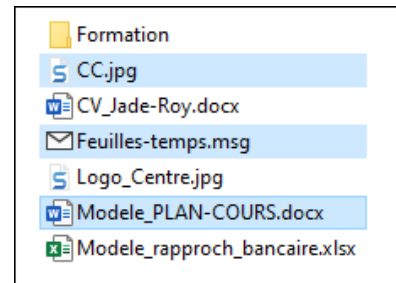 Formation
CC.jpg
CV_Jade-Roy.docx
Feuilles-temps.msg
Logo_Centre.jpg
Modele_PLAN-COURS.docx
Modele_rapproch_bancaire.xlsx